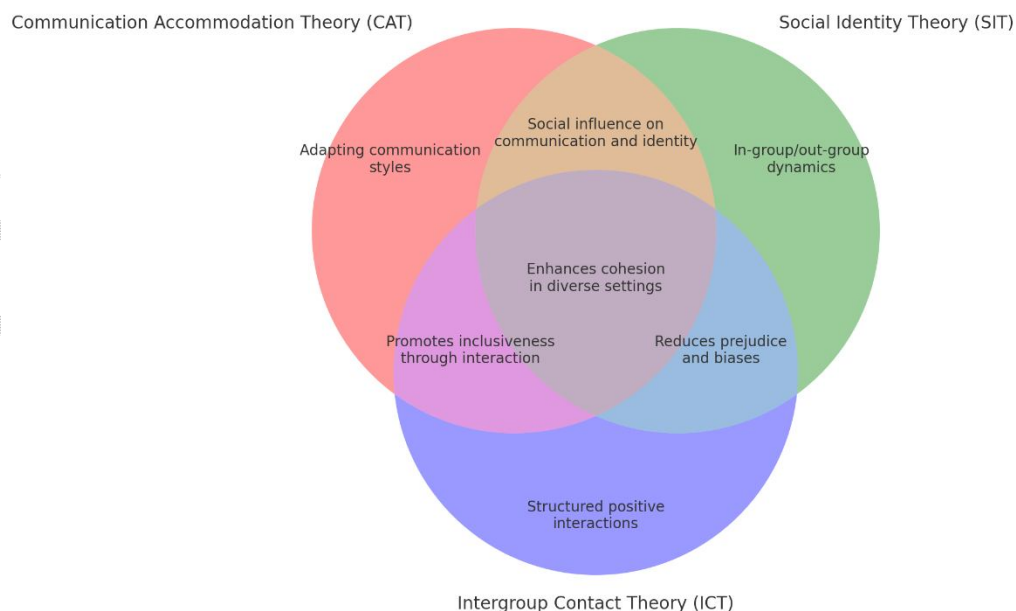 Communication Accommodation Theory (CAT)
Social Identity Theory (SIT)
Social influence on
communication and identity
Adapting communication
styles
In-group/out-group
dynamics
Enhances cohesion
in diverse settings
Promotes inclusiveness
through interaction
Reduces prejudice
and biases
Structured positive
interactions
Intergroup Contact Theory (ICT)